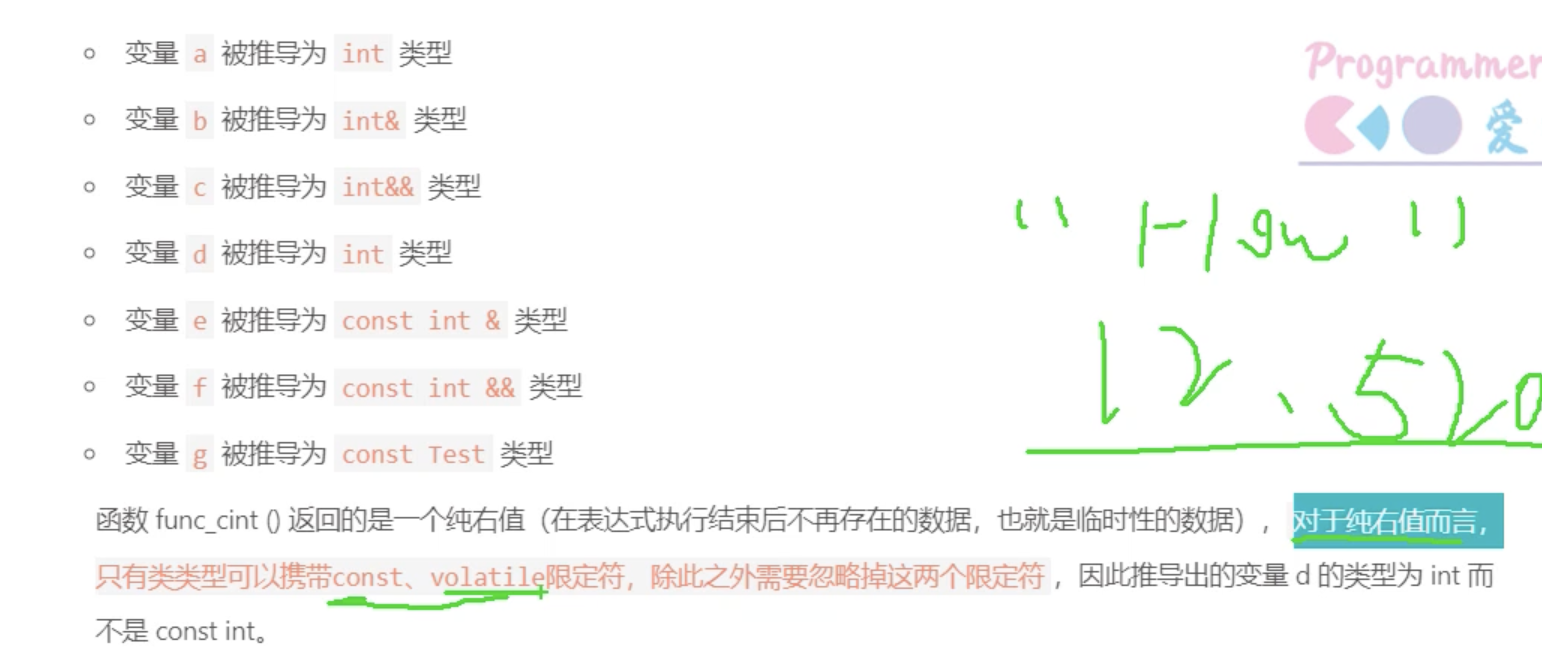 变量 a 被推导为 int 类型
变量 b 被推导为 int& 类型
变量 c 被推导为 int&& 类型
变量 d 被推导为 int 类型
变量 e 被推导为 const int & 类型
变量 f 被推导为 const int && 类型
变量 g 被推导为 const Test 类型
函数 func_cint () 返回的是一个纯右值（在表达式执行结束后不再存在的数据，也就是临时性的数据），对于纯右值而言，
只有类类型可以携带const、volatile限定符，除此之外需要忽略掉这两个限定符，因此推导出的变量 d 的类型为 int 而
不是 const int。
Programmer
爱
12、520